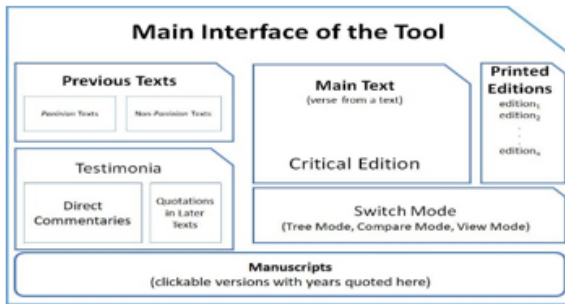 Main Interface of the Tool
Previous Texts
Paninian Texts
Non-Paninian Texts
Main Text
(verse from a text)
Critical Edition
Printed
Editions
edition₁
edition₂
.
.
.
editionₙ
Testimonia
Direct
Commentaries
Quotations
in Later
Texts
Switch Mode
(Tree Mode, Compare Mode, View Mode)
Manuscripts
(clickable versions with years quoted here)